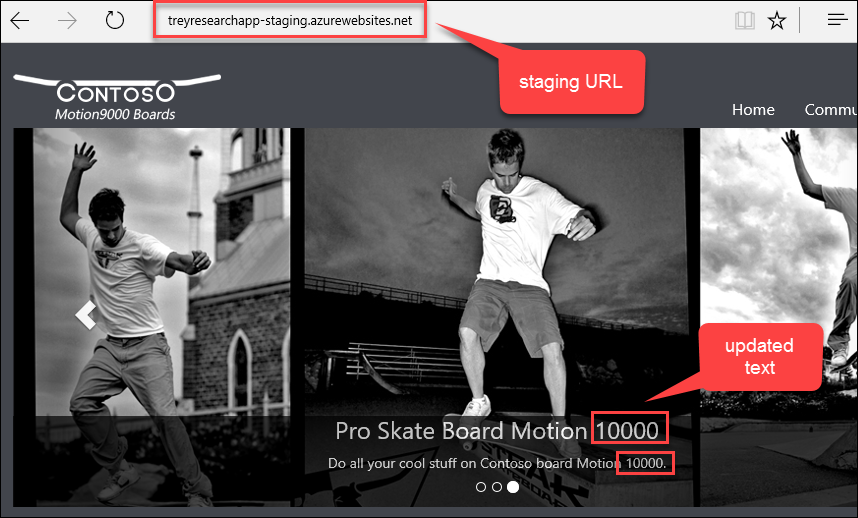 treyresearchapp-staging.azurewebsites.net
staging URL
CONTOSO
Motion9000 Boards
Home Commu
updated
text
Pro Skate Board Motion 10000
Do all your cool stuff on Contoso board Motion 10000.
STREAK